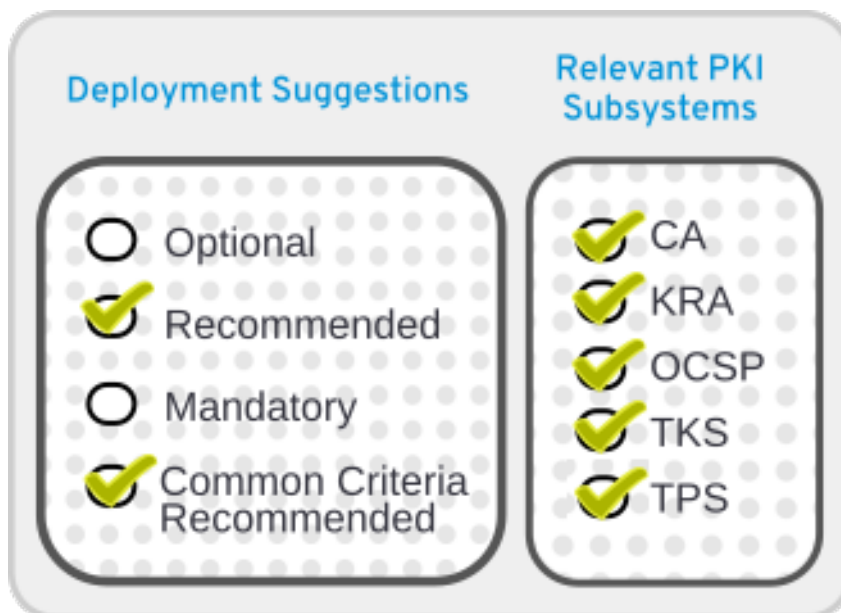 Deployment Suggestions
Optional
Recommended
Mandatory
Common Criteria
Recommended
Relevant PKI
Subsystems
CA
KRA
OCSP
TKS
TPS